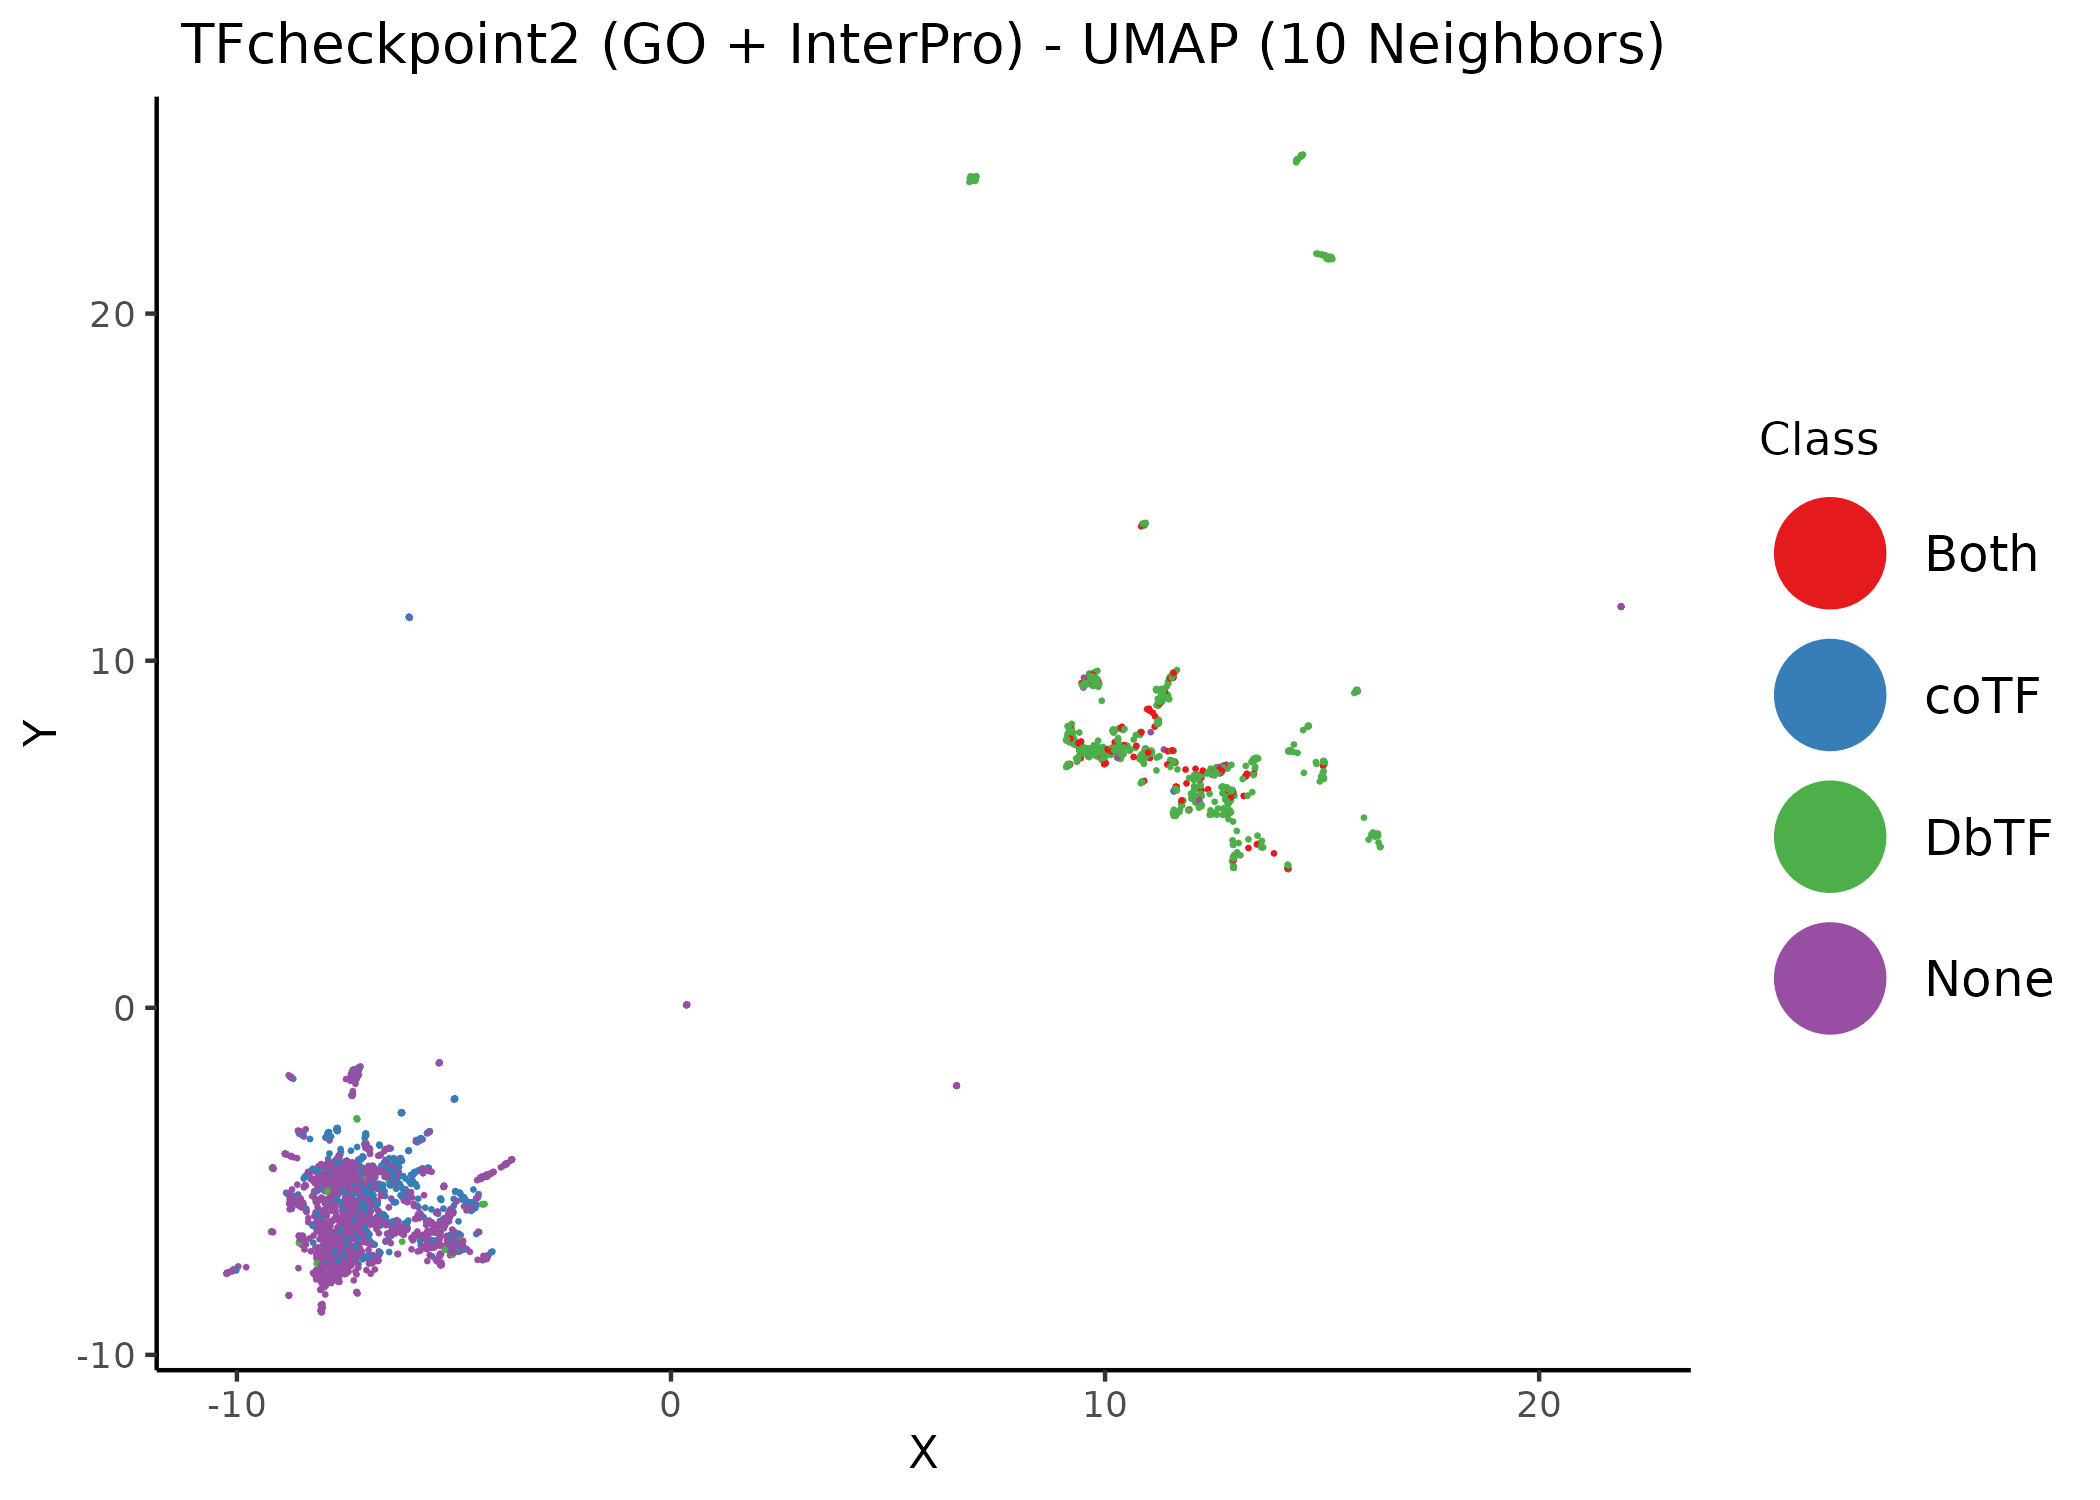 TFcheckpoint2 (GO + InterPro) - UMAP (10 Neighbors)
20
10
0
-10
Y
-10
0
10
20
X
Class
Both
coTF
DbTF
None